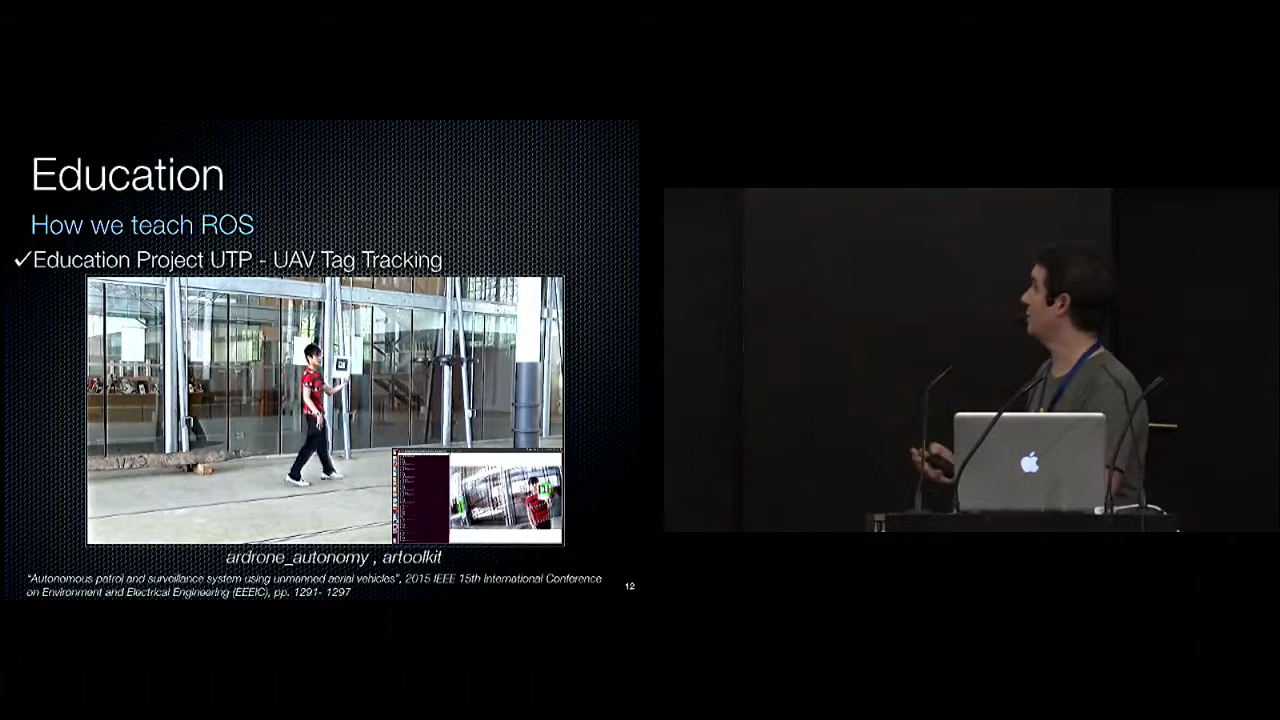 Education
How we teach ROS
✓Education Project UTP - UAV Tag Tracking
ardrone_autonomy , artoolkit
"Autonomous patrol and surveillance system using unmanned aerial vehicles", 2015 IEEE 15th International Conference
on Environment and Electrical Engineering (EEEIC), pp. 1291- 1297
12